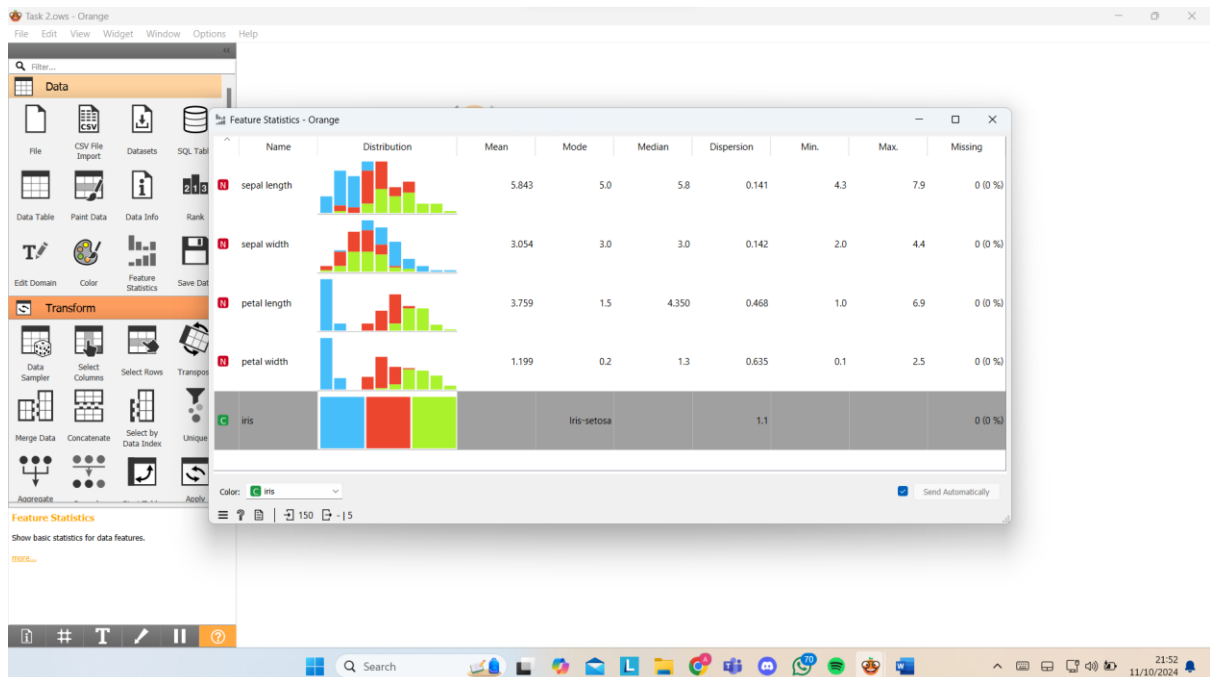 Task 2.ows - Orange
File Edit View Widget Window Options Help
Filter...
Data
File CSV File Import Datasets SQL Tabl
Data Table Paint Data Data Info Rank
Edit Domain Color Feature Statistics Save Dat
Transform
Data Sampler Select Columns Select Rows Transpos
Merge Data Concatenate Select by Data Index Unique
Aggregate Apply
Feature Statistics
Show basic statistics for data features.
more...
Feature Statistics - Orange
Name Distribution Mean Mode Median Dispersion Min. Max. Missing
N sepal length 5.843 5.0 5.8 0.141 4.3 7.9 0 (0 %)
N sepal width 3.054 3.0 3.0 0.142 2.0 4.4 0 (0 %)
N petal length 3.759 1.5 4.350 0.468 1.0 6.9 0 (0 %)
N petal width 1.199 0.2 1.3 0.635 0.1 2.5 0 (0 %)
C iris Iris-setosa 1.1 0 (0 %)
Color: C iris Send Automatically
150 - | 5
Search
70
21:52
11/10/2024